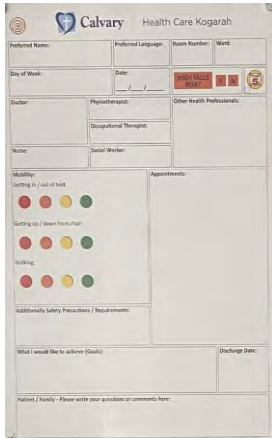 Calvary Health Care Kogarah
Preferred Name: Preferred Language: Room Number: Ward:
Day of Week: Date: HIGH FALLS RISK?
__/__/__
Doctor: Physiotherapist: Other Health Professionals:
Occupational Therapist:
Nurse: Social Worker:
Mobility: Appointments:
Getting in / out of bed:
Getting up / down from chair:
Walking:
Additionally Safety Precautions / Requirements:
What I would like to achieve (Goals): Discharge Date:
Patient / Family - Please write your questions or comments here: